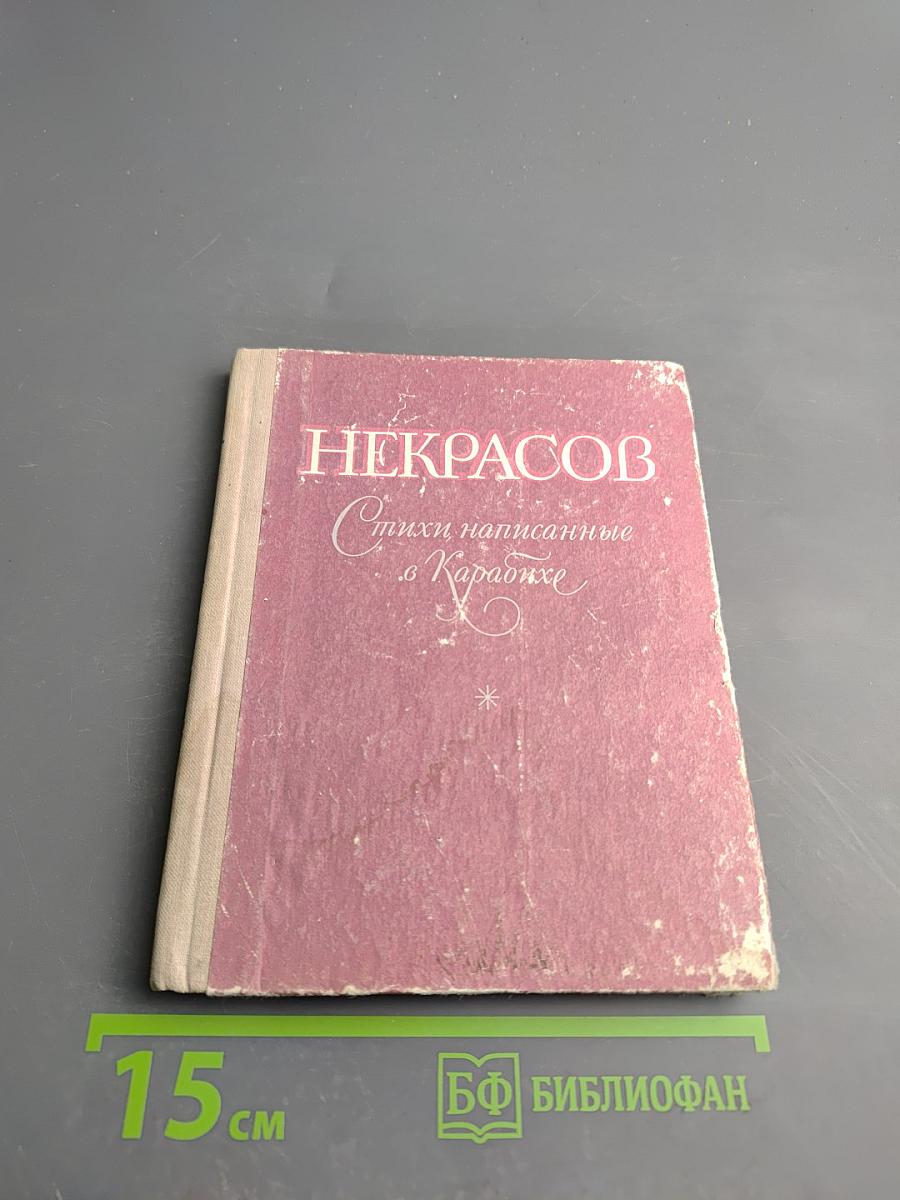 НЕКРАСОВ
Стихи, написанные
в Карабихе
15 см
БФ БИБЛИОФАН